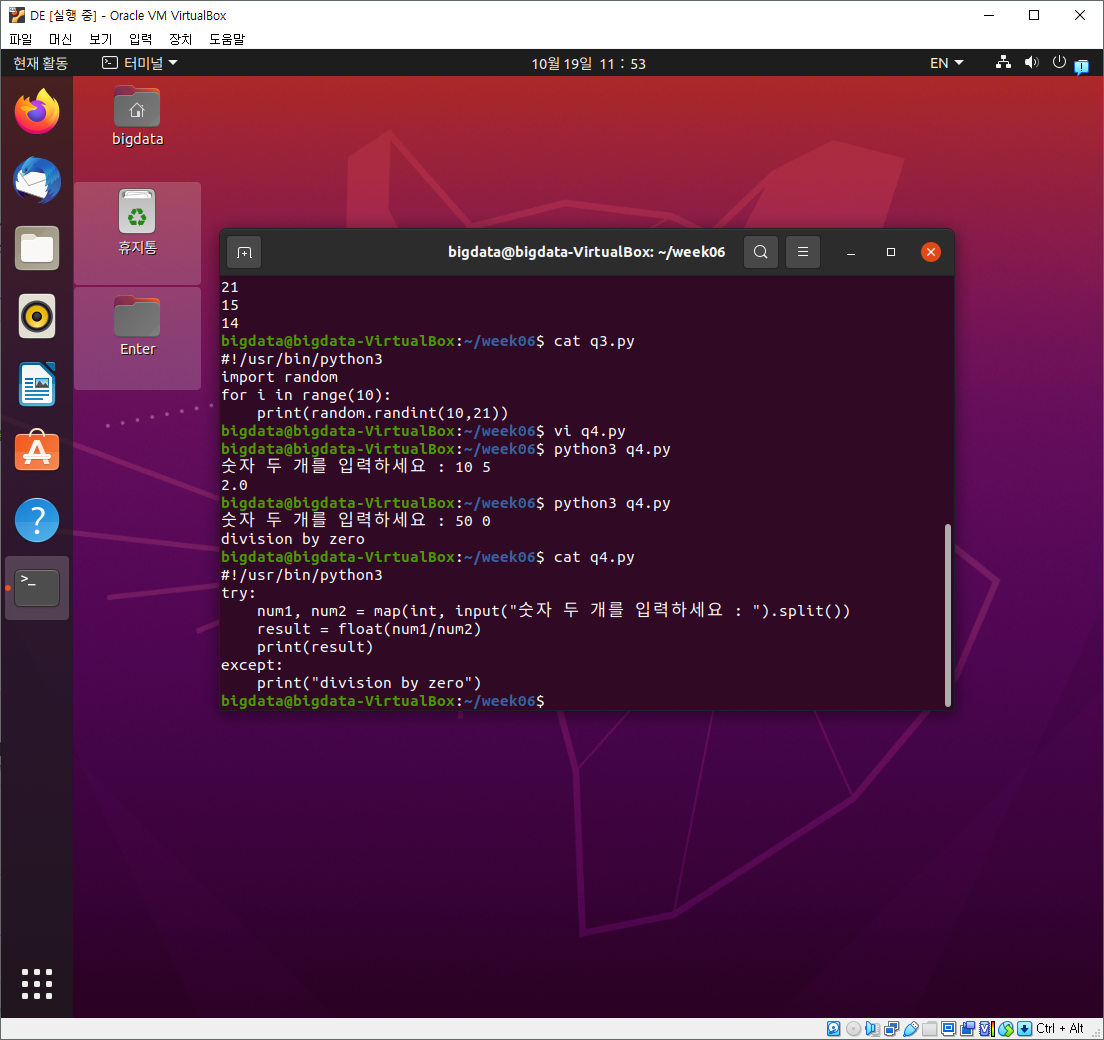 DE [실행 중] - Oracle VM VirtualBox
파일 머신 보기 입력 장치 도움말
현재 활동 터미널 10월 19일 11 : 53 EN
bigdata
휴지통
Enter
bigdata@bigdata-VirtualBox: ~/week06
21
15
14
bigdata@bigdata-VirtualBox:~/week06$ cat q3.py
#!/usr/bin/python3
import random
for i in range(10):
    print(random.randint(10,21))
bigdata@bigdata-VirtualBox:~/week06$ vi q4.py
bigdata@bigdata-VirtualBox:~/week06$ python3 q4.py
숫자 두 개를 입력하세요 : 10 5
2.0
bigdata@bigdata-VirtualBox:~/week06$ python3 q4.py
숫자 두 개를 입력하세요 : 50 0
division by zero
bigdata@bigdata-VirtualBox:~/week06$ cat q4.py
#!/usr/bin/python3
try:
    num1, num2 = map(int, input("숫자 두 개를 입력하세요 : ").split())
    result = float(num1/num2)
    print(result)
except:
    print("division by zero")
bigdata@bigdata-VirtualBox:~/week06$
Ctrl + Alt